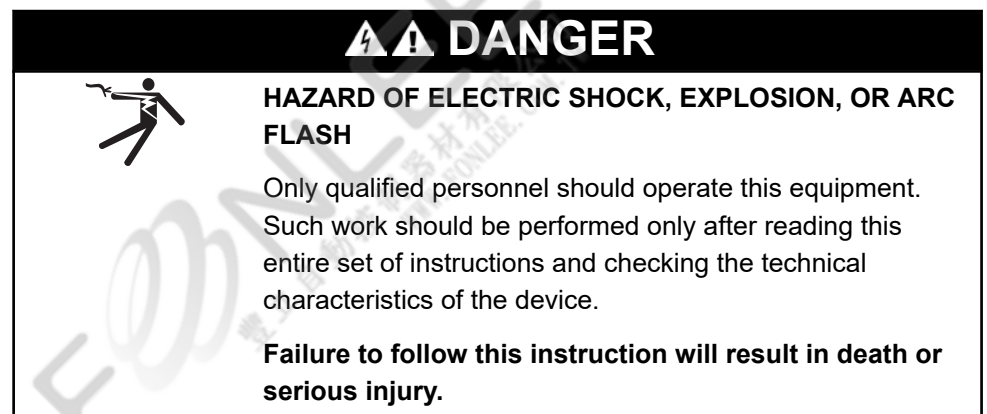 DANGER
HAZARD OF ELECTRIC SHOCK, EXPLOSION, OR ARC
FLASH
Only qualified personnel should operate this equipment.
Such work should be performed only after reading this
entire set of instructions and checking the technical
characteristics of the device.
Failure to follow this instruction will result in death or
serious injury.